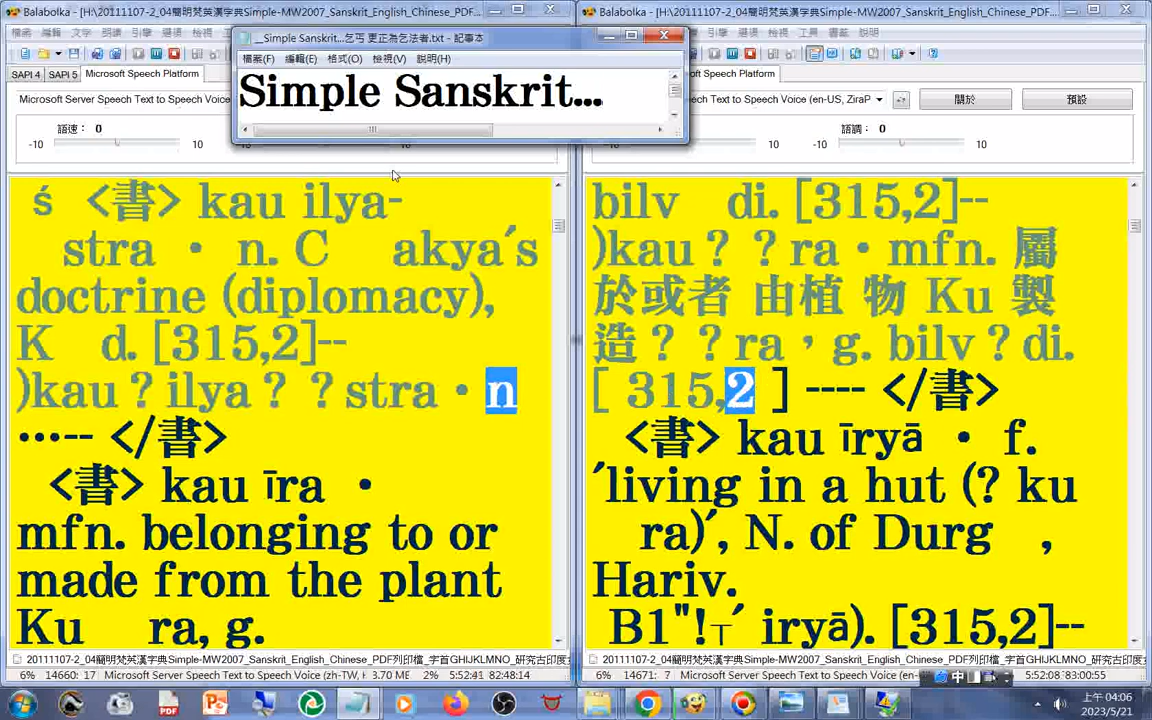 Balabolka - [H:\20111107-2_04簡明梵英漢字典Simple-MW2007_Sanskrit_English_Chinese_PDF...
Balabolka - [H:\20111107-2_04簡明梵英漢字典Simple-MW2007_Sanskrit_English_Chinese_PDF...
__Simple Sanskrit...乞丐 更正為乞法者.txt - 記事本
檔案(F) 編輯(E) 格式(O) 檢視(V) 說明(H)
Simple Sanskrit...
SAPI 4 SAPI 5 Microsoft Speech Platform
Speech Platform
Microsoft Server Speech Text to Speech Voice
ech Text to Speech Voice (en-US, ZiraP
關於
預設
語速： 0
-10
10
語調： 0
-10
10
ś <書> kau ilya-
stra · n. C akya′s
doctrine (diplomacy),
K d. [315,2]--
)kau？ilya？？stra·n
…-- </書>
<書> kau īra ·
mfn. belonging to or
made from the plant
Ku ra, g.
bilv di. [315,2]--
)kau？？ra·mfn. 屬
於或者 由植 物 Ku 製
造？？ra，g. bilv？di.
[ 315,2 ] ---- </書>
<書> kau īryā · f.
′living in a hut (? ku
ra)′, N. of Durg ,
Hariv.
B1"!┬′ iryā). [315,2]--
20111107-2_04簡明梵英漢字典Simple-MW2007_Sanskrit_English_Chinese_PDF列印檔_字首GHIJKLMNO_研究古印度
20111107-2_04簡明梵英漢字典Simple-MW2007_Sanskrit_English_Chinese_PDF列印檔_字首GHIJKLMNO_研究古印度
6% 14660: 17 Microsoft Server Speech Text to Speech Voice (zh-TW, H 3.70 ME 2% 5:52:41 82:48:14
6% 14671: 7 Microsoft Server Speech Text to Speech 5:52:08 83:00:55
中
PDF
上午 04:06
2023/5/21